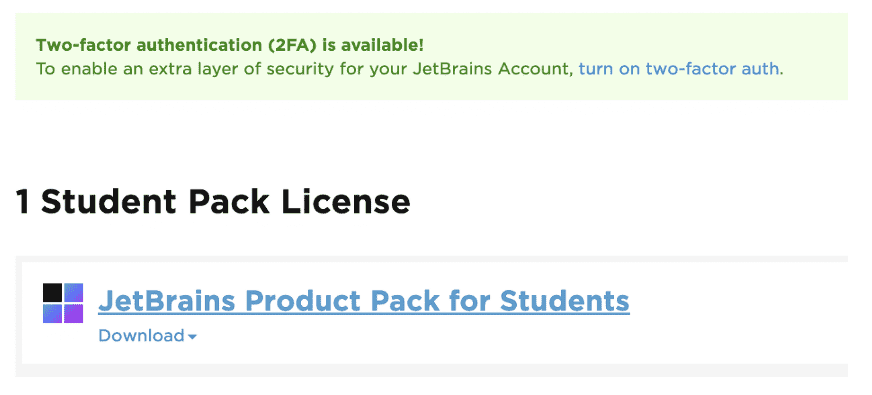 Two-factor authentication (2FA) is available!
To enable an extra layer of security for your JetBrains Account, turn on two-factor auth.
1 Student Pack License
JetBrains Product Pack for Students
Download